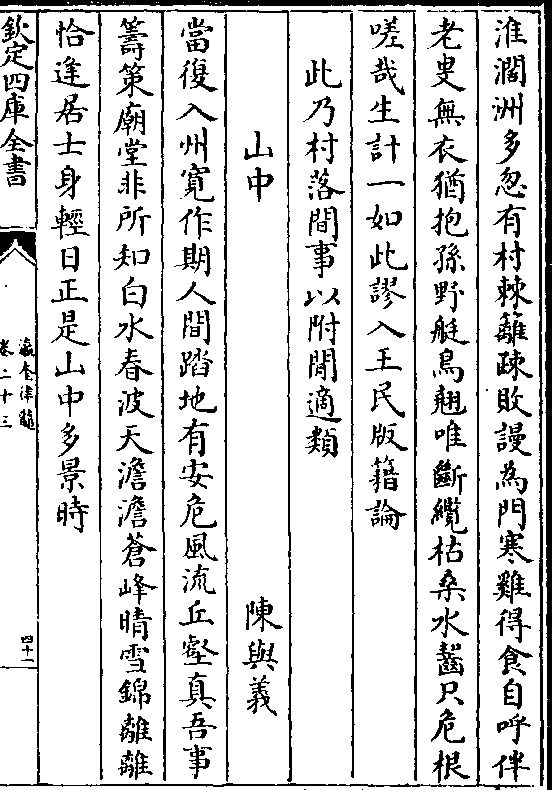 淮濶洲多忽有村棘籬疎敗謾為門寒雞得食自呼伴
老叟無衣猶抱孫野艇鳥翹唯斷纜枯桑水齧只危根
嗟哉生計一如此謬入王民版籍論
此乃村落間事以附閒適類
山中　陳與義
當復入州寛作期人間踏地有安危風流丘壑真吾事
籌策廟堂非所知白水春波天澹澹蒼峰晴雪錦離離
恰逢居士身輕日正是山中多景時
欽定四庫全書
瀛奎律髓
卷二十三
四十一